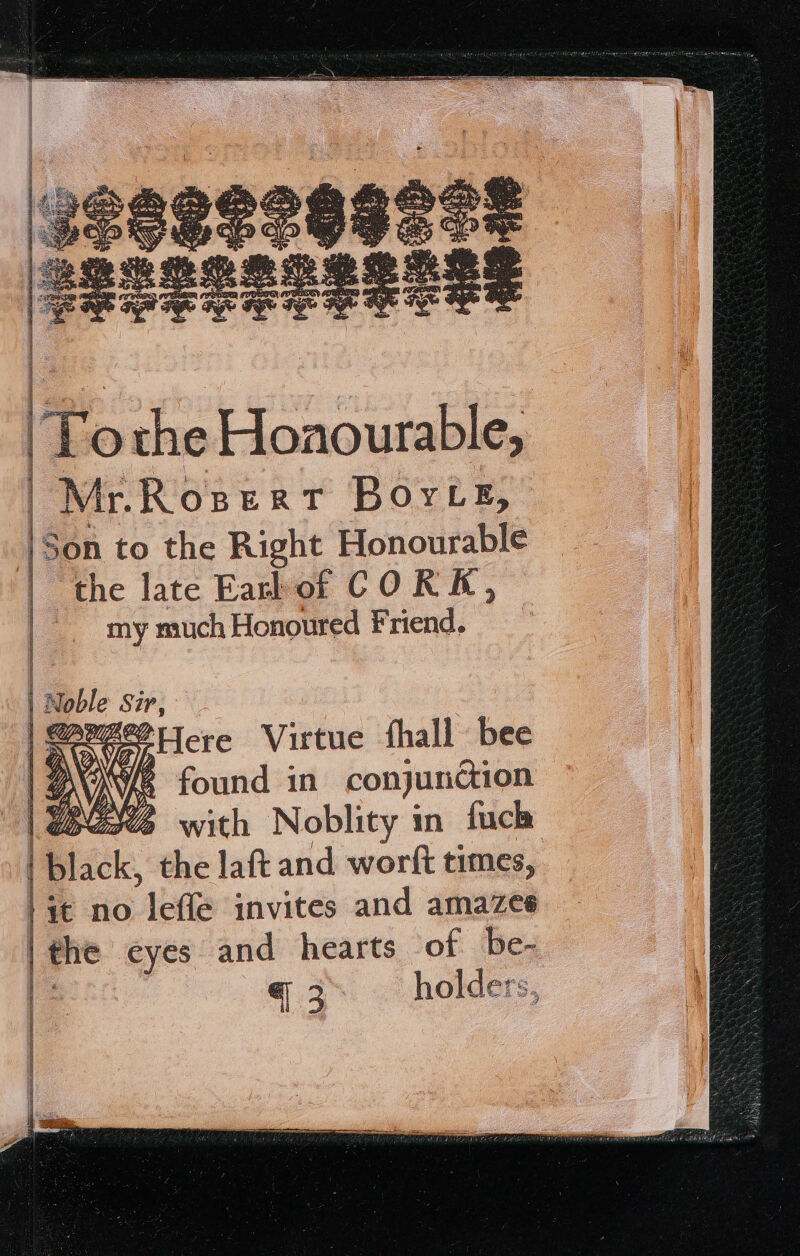 To the Honourable,
Mr. ROBERT BOYLE,
Son to the Right Honourable
the late Earl of CORK,
my much Honoured Friend.
Noble Sir,
WHere Virtue ſhall bee
found in conjunction
with Noblity in ſuch
black, the laſt and worſt times,
it no leſſe invites and amazes
the eyes and hearts of be-
¶ 3 holders,